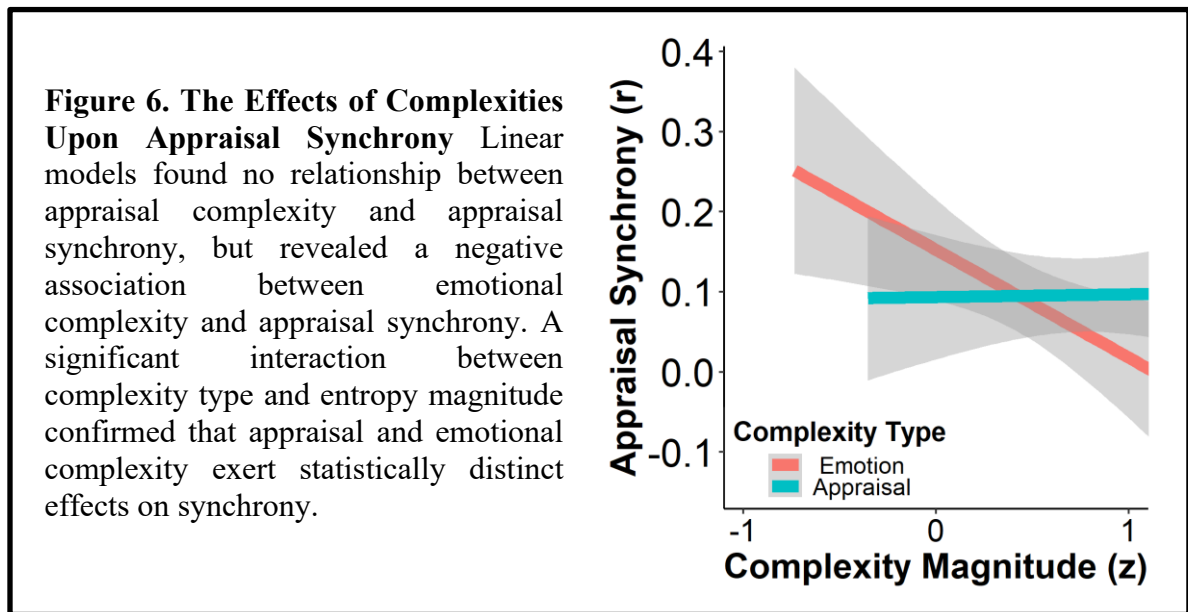 Figure 6. The Effects of Complexities
Upon Appraisal Synchrony Linear
models found no relationship between
appraisal complexity and appraisal
synchrony, but revealed a negative
association between emotional
complexity and appraisal synchrony. A
significant interaction between
complexity type and entropy magnitude
confirmed that appraisal and emotional
complexity exert statistically distinct
effects on synchrony.
Appraisal Synchrony (r)
0.4
0.3
0.2
0.1
0.0
-0.1
Complexity Type
Emotion
Appraisal
-1 0 1
Complexity Magnitude (z)